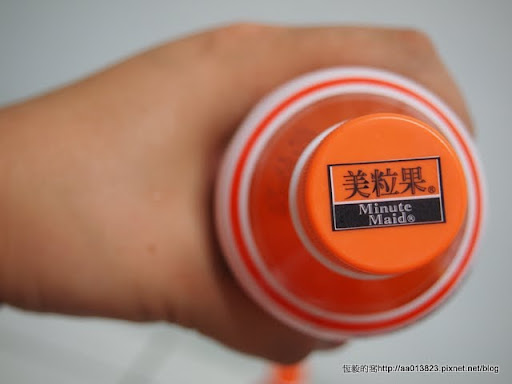 美粒果®
Minute
Maid®
恆毅的窩http://aa013823.pixnet.net/blog